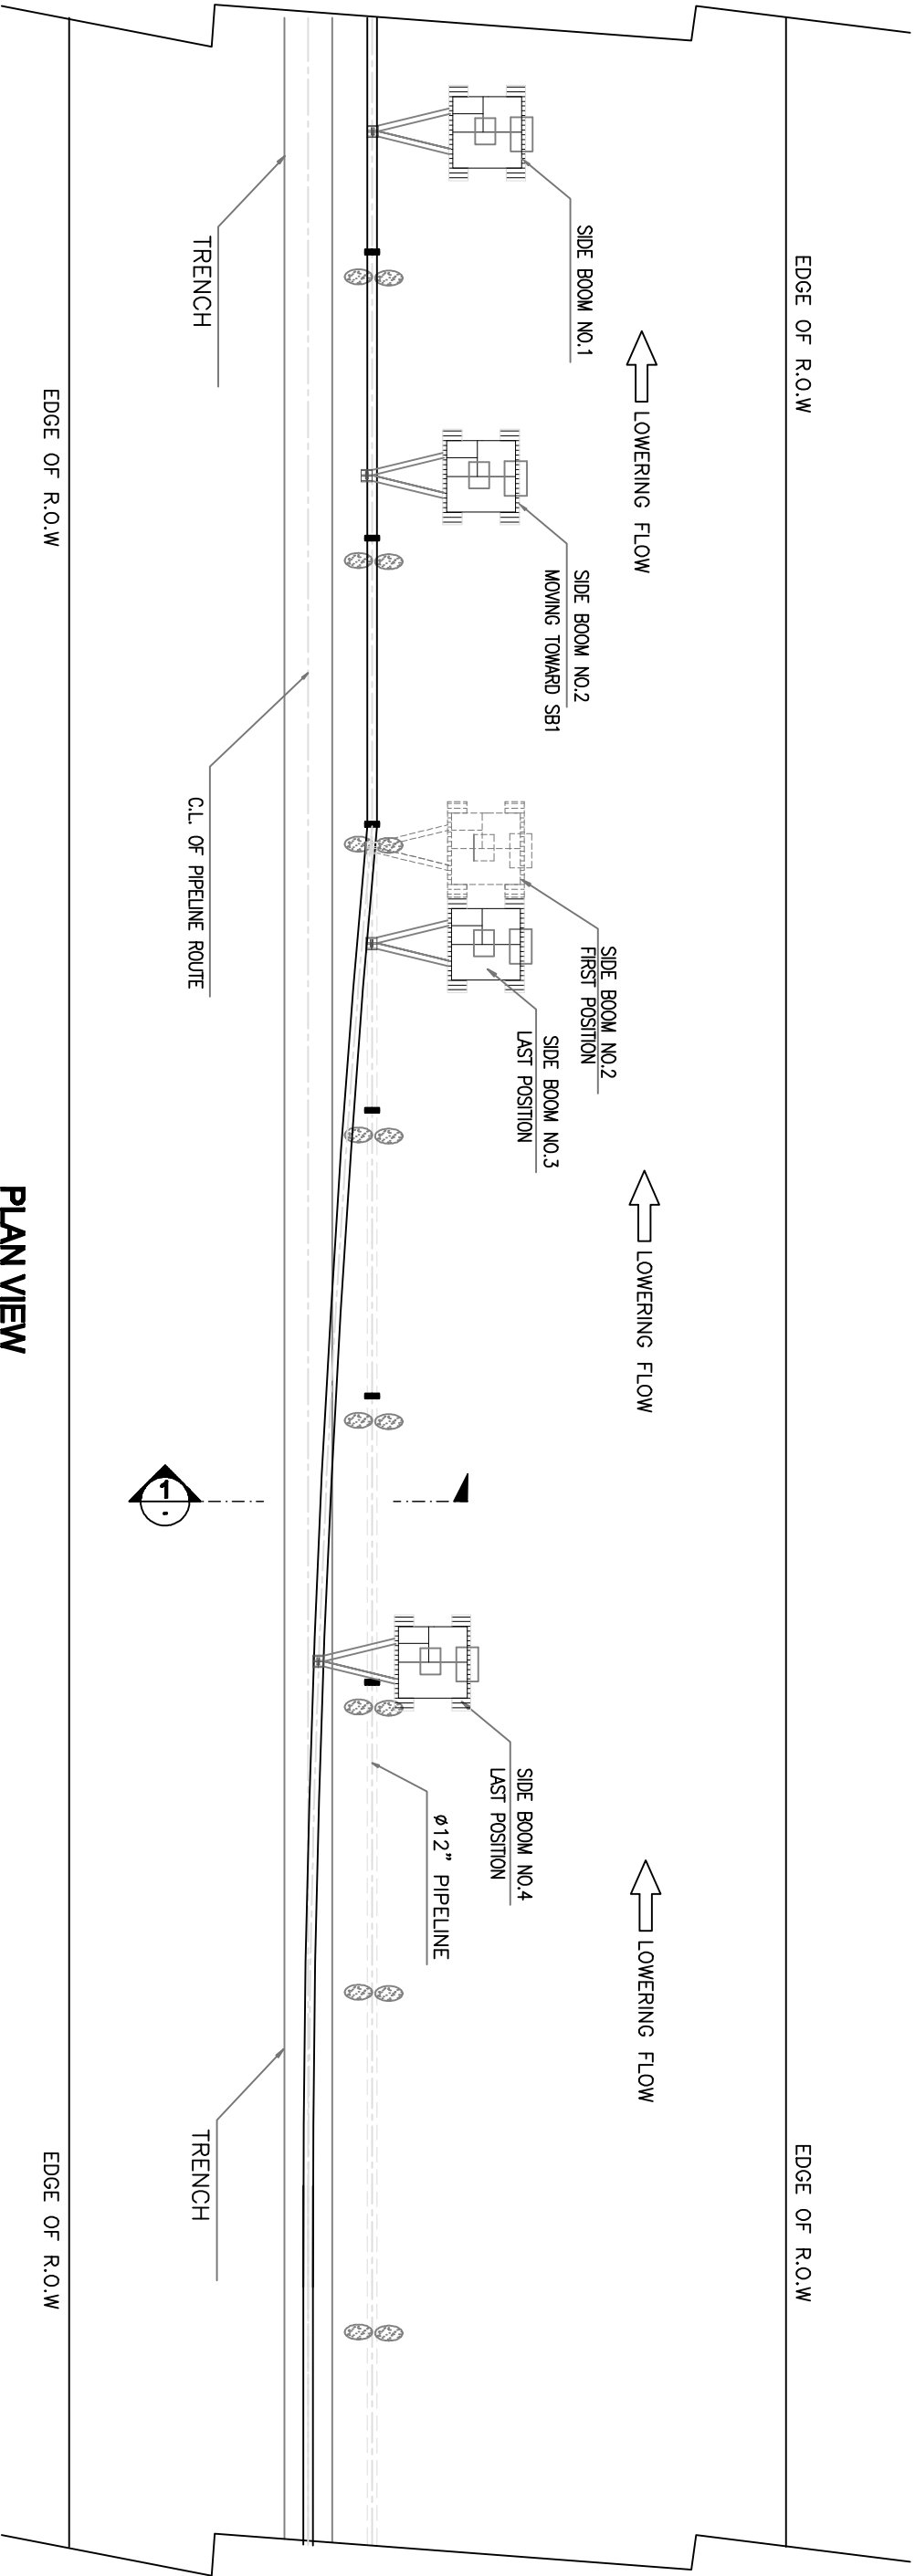 EDGE OF R.O.W
EDGE OF R.O.W
LOWERING FLOW
LOWERING FLOW
LOWERING FLOW
SIDE BOOM NO.1
SIDE BOOM NO.2
MOVING TOWARD SB1
SIDE BOOM NO.2
FIRST POSITION
SIDE BOOM NO.3
LAST POSITION
SIDE BOOM NO.4
LAST POSITION
ø12" PIPELINE
TRENCH
C.L. OF PIPELINE ROUTE
1
-
TRENCH
EDGE OF R.O.W
EDGE OF R.O.W
PLAN VIEW